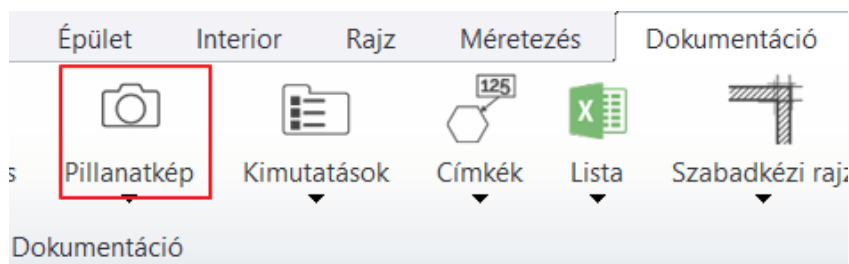 Épület Interior Rajz Méretezés Dokumentáció
125
X
s Pillanatkép Kimutatások Címkék Lista Szabadkézi rajz
Dokumentáció